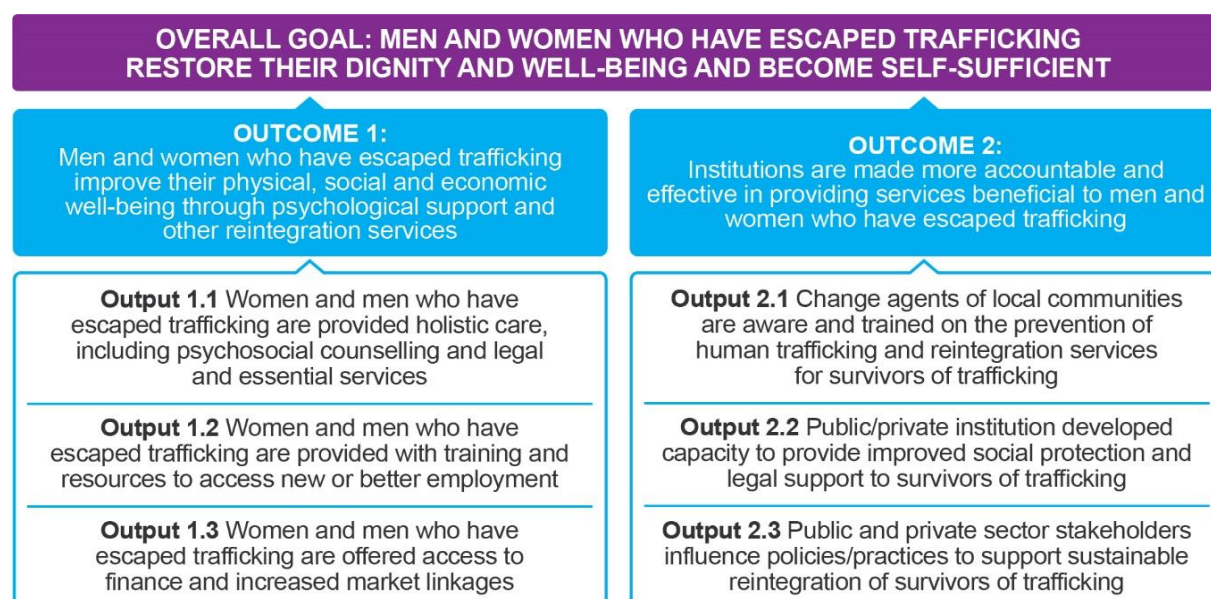 OVERALL GOAL: MEN AND WOMEN WHO HAVE ESCAPED TRAFFICKING
RESTORE THEIR DIGNITY AND WELL-BEING AND BECOME SELF-SUFFICIENT
OUTCOME 1:
Men and women who have escaped trafficking
improve their physical, social and economic
well-being through psychological support and
other reintegration services
Output 1.1 Women and men who have
escaped trafficking are provided holistic care,
including psychosocial counselling and legal
and essential services
Output 1.2 Women and men who have
escaped trafficking are provided with training and
resources to access new or better employment
Output 1.3 Women and men who have
escaped trafficking are offered access to
finance and increased market linkages
OUTCOME 2:
Institutions are made more accountable and
effective in providing services beneficial to men and
women who have escaped trafficking
Output 2.1 Change agents of local communities
are aware and trained on the prevention of
human trafficking and reintegration services
for survivors of trafficking
Output 2.2 Public/private institution developed
capacity to provide improved social protection and
legal support to survivors of trafficking
Output 2.3 Public and private sector stakeholders
influence policies/practices to support sustainable
reintegration of survivors of trafficking